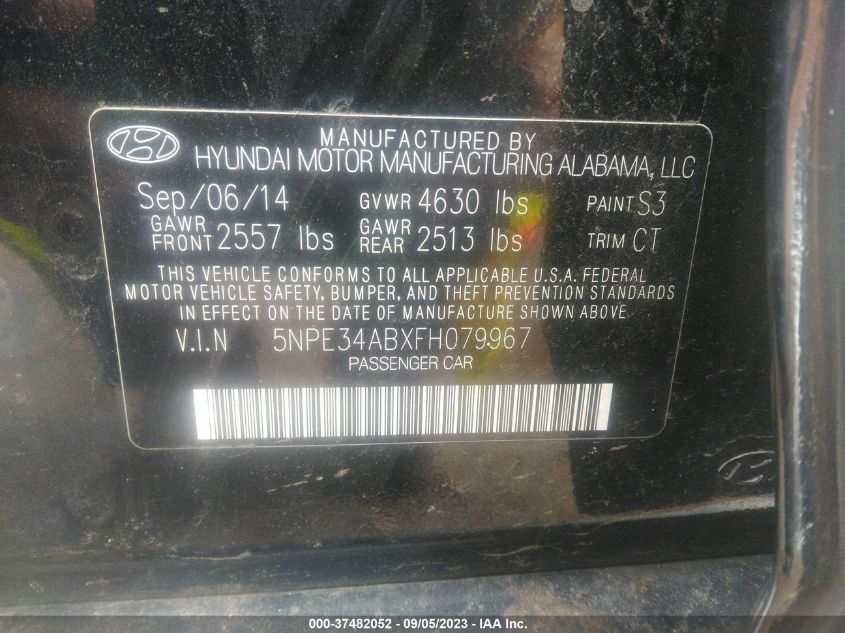 MANUFACTURED BY
HYUNDAI MOTOR MANUFACTURING ALABAMA, LLC
Sep/06/14 GVWR 4630 lbs PAINT S3
GAWR FRONT 2557 lbs GAWR REAR 2513 lbs TRIM CT
THIS VEHICLE CONFORMS TO ALL APPLICABLE U.S.A. FEDERAL
MOTOR VEHICLE SAFETY, BUMPER, AND THEFT PREVENTION STANDARDS
IN EFFECT ON THE DATE OF MANUFACTURE SHOWN ABOVE.
V.I.N 5NPE34ABXFH079967
PASSENGER CAR
000-37482052 - 09/05/2023 - IAA Inc.